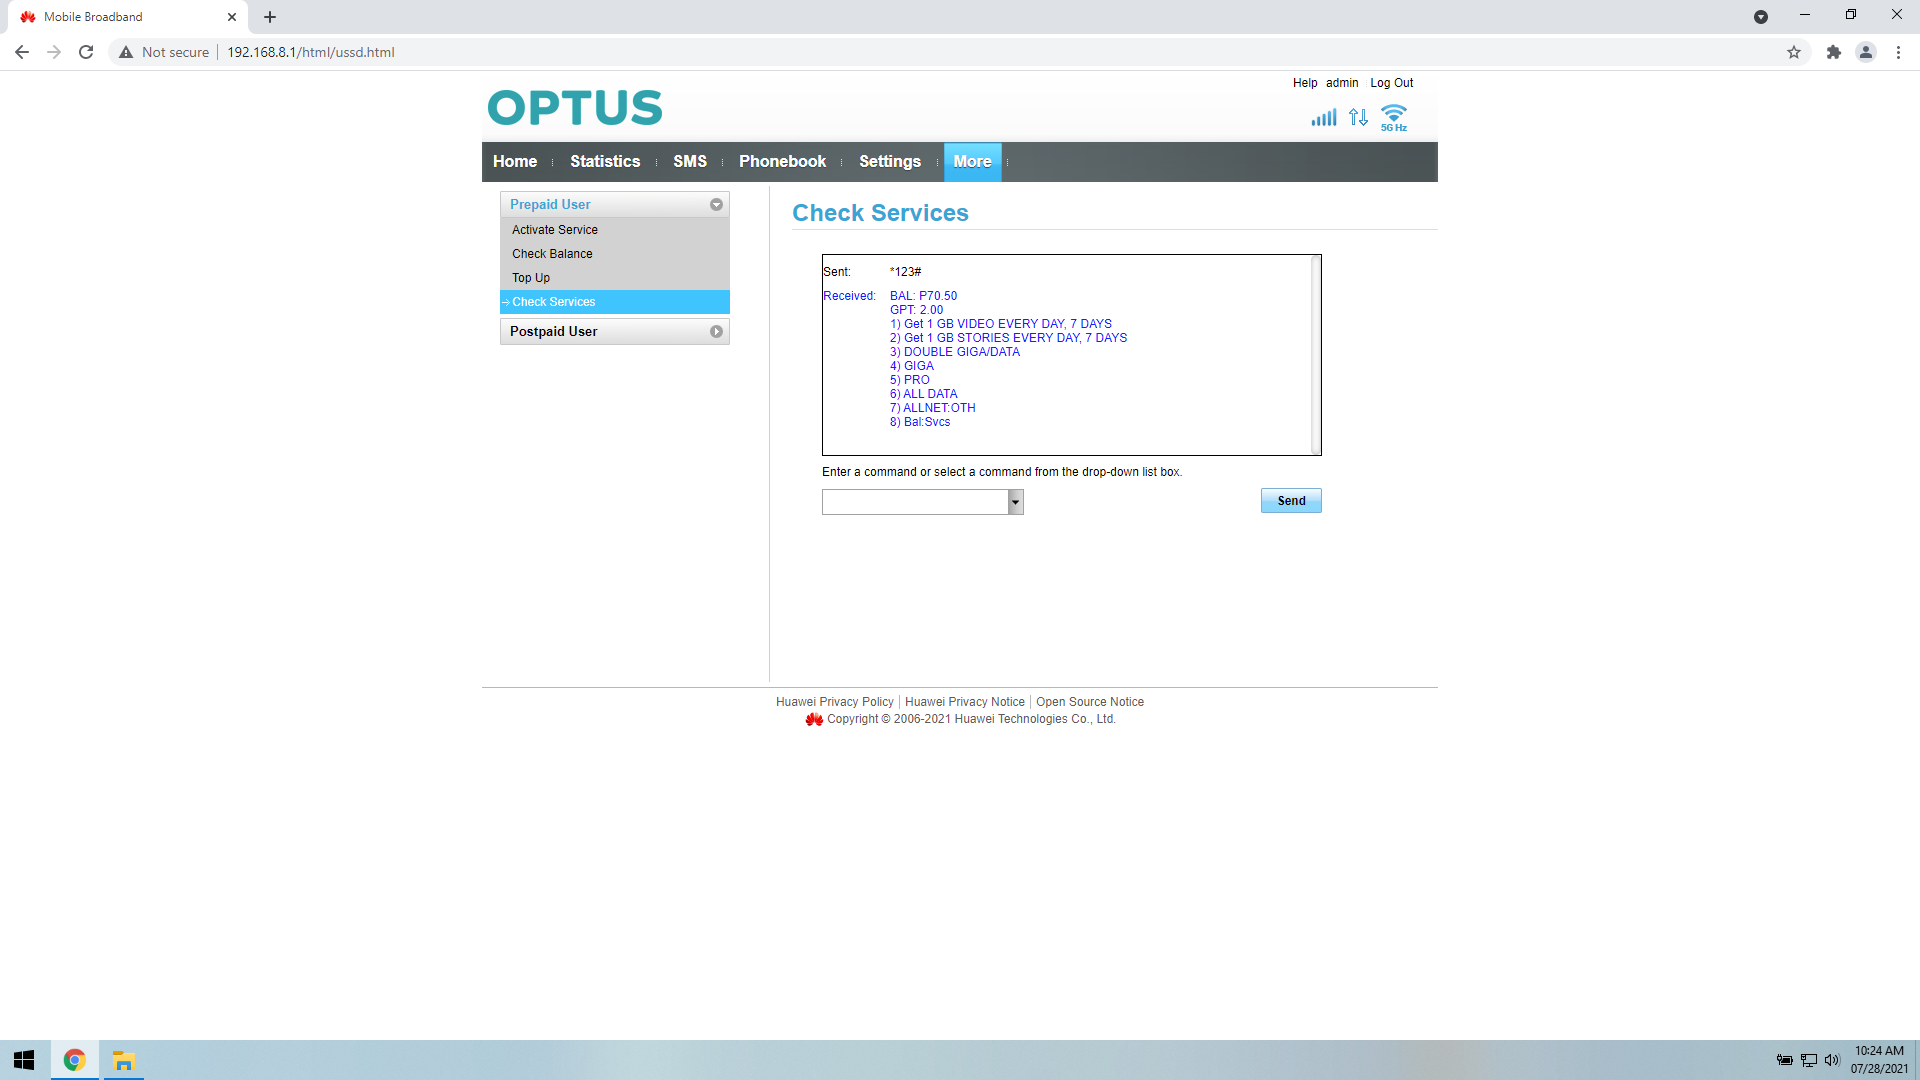 Mobile Broadband
Not secure 192.168.8.1/html/ussd.html
Help admin Log Out
OPTUS
5G Hz
Home Statistics SMS Phonebook Settings More
Prepaid User
Activate Service
Check Balance
Top Up
Check Services
Postpaid User
Check Services
Sent: *123#
Received: BAL: P70.50
GPT: 2.00
1) Get 1 GB VIDEO EVERY DAY, 7 DAYS
2) Get 1 GB STORIES EVERY DAY, 7 DAYS
3) DOUBLE GIGA/DATA
4) GIGA
5) PRO
6) ALL DATA
7) ALLNET:OTH
8) Bal:Svcs
Enter a command or select a command from the drop-down list box.
Send
Huawei Privacy Policy | Huawei Privacy Notice | Open Source Notice
Copyright © 2006-2021 Huawei Technologies Co., Ltd.
10:24 AM
07/28/2021